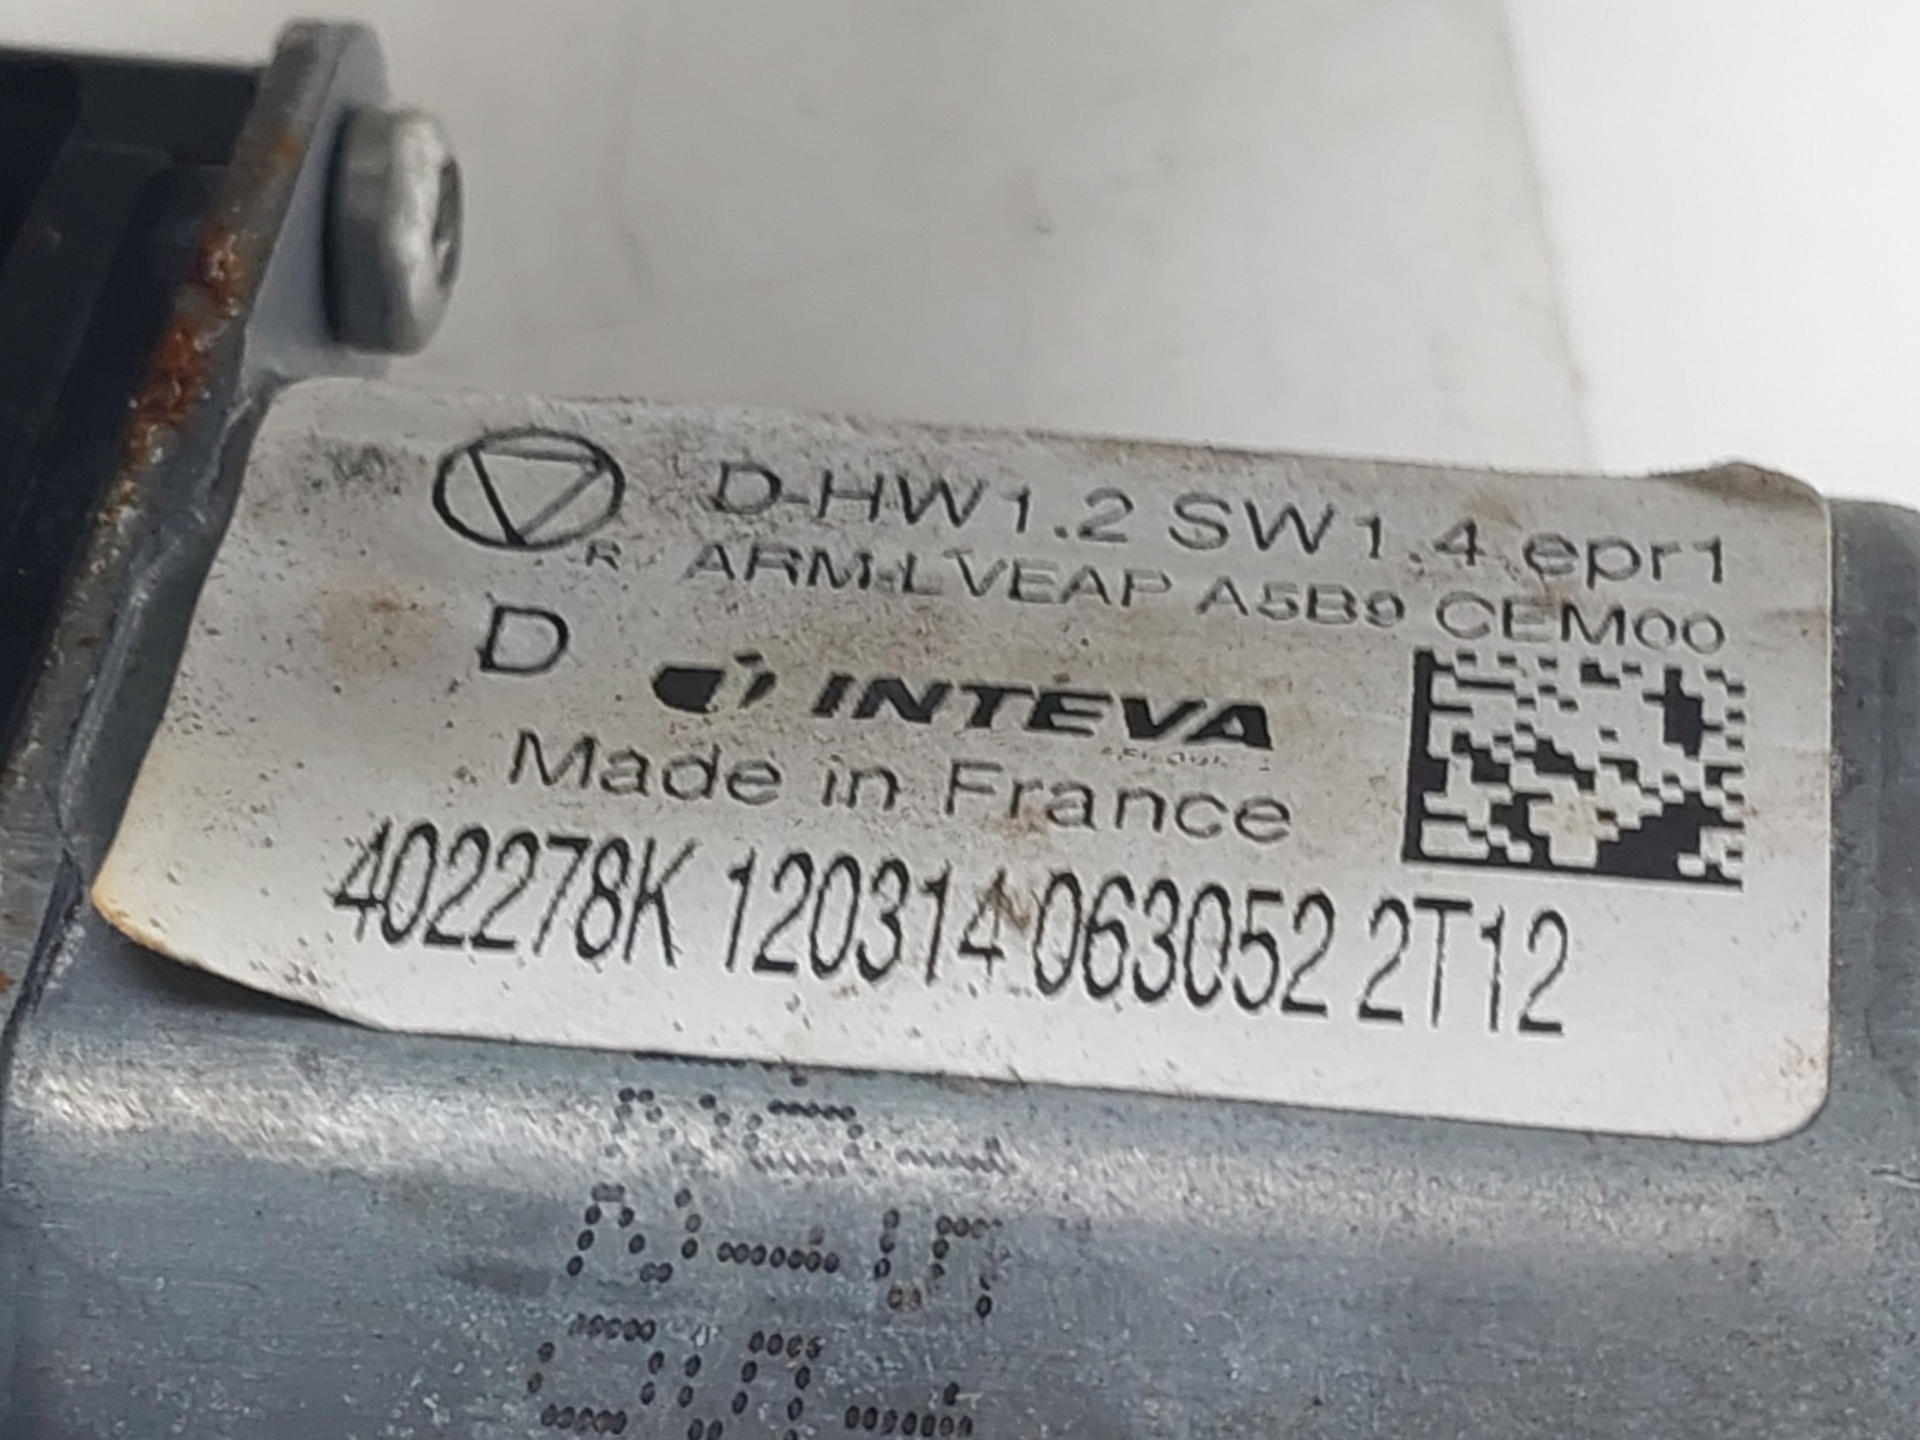 D-HW1.2 SW1.4 epr1
R ARM-LVEAP A5B9 CEM00
D INTEVA
Made in France
402278K 120314 063052 2T12